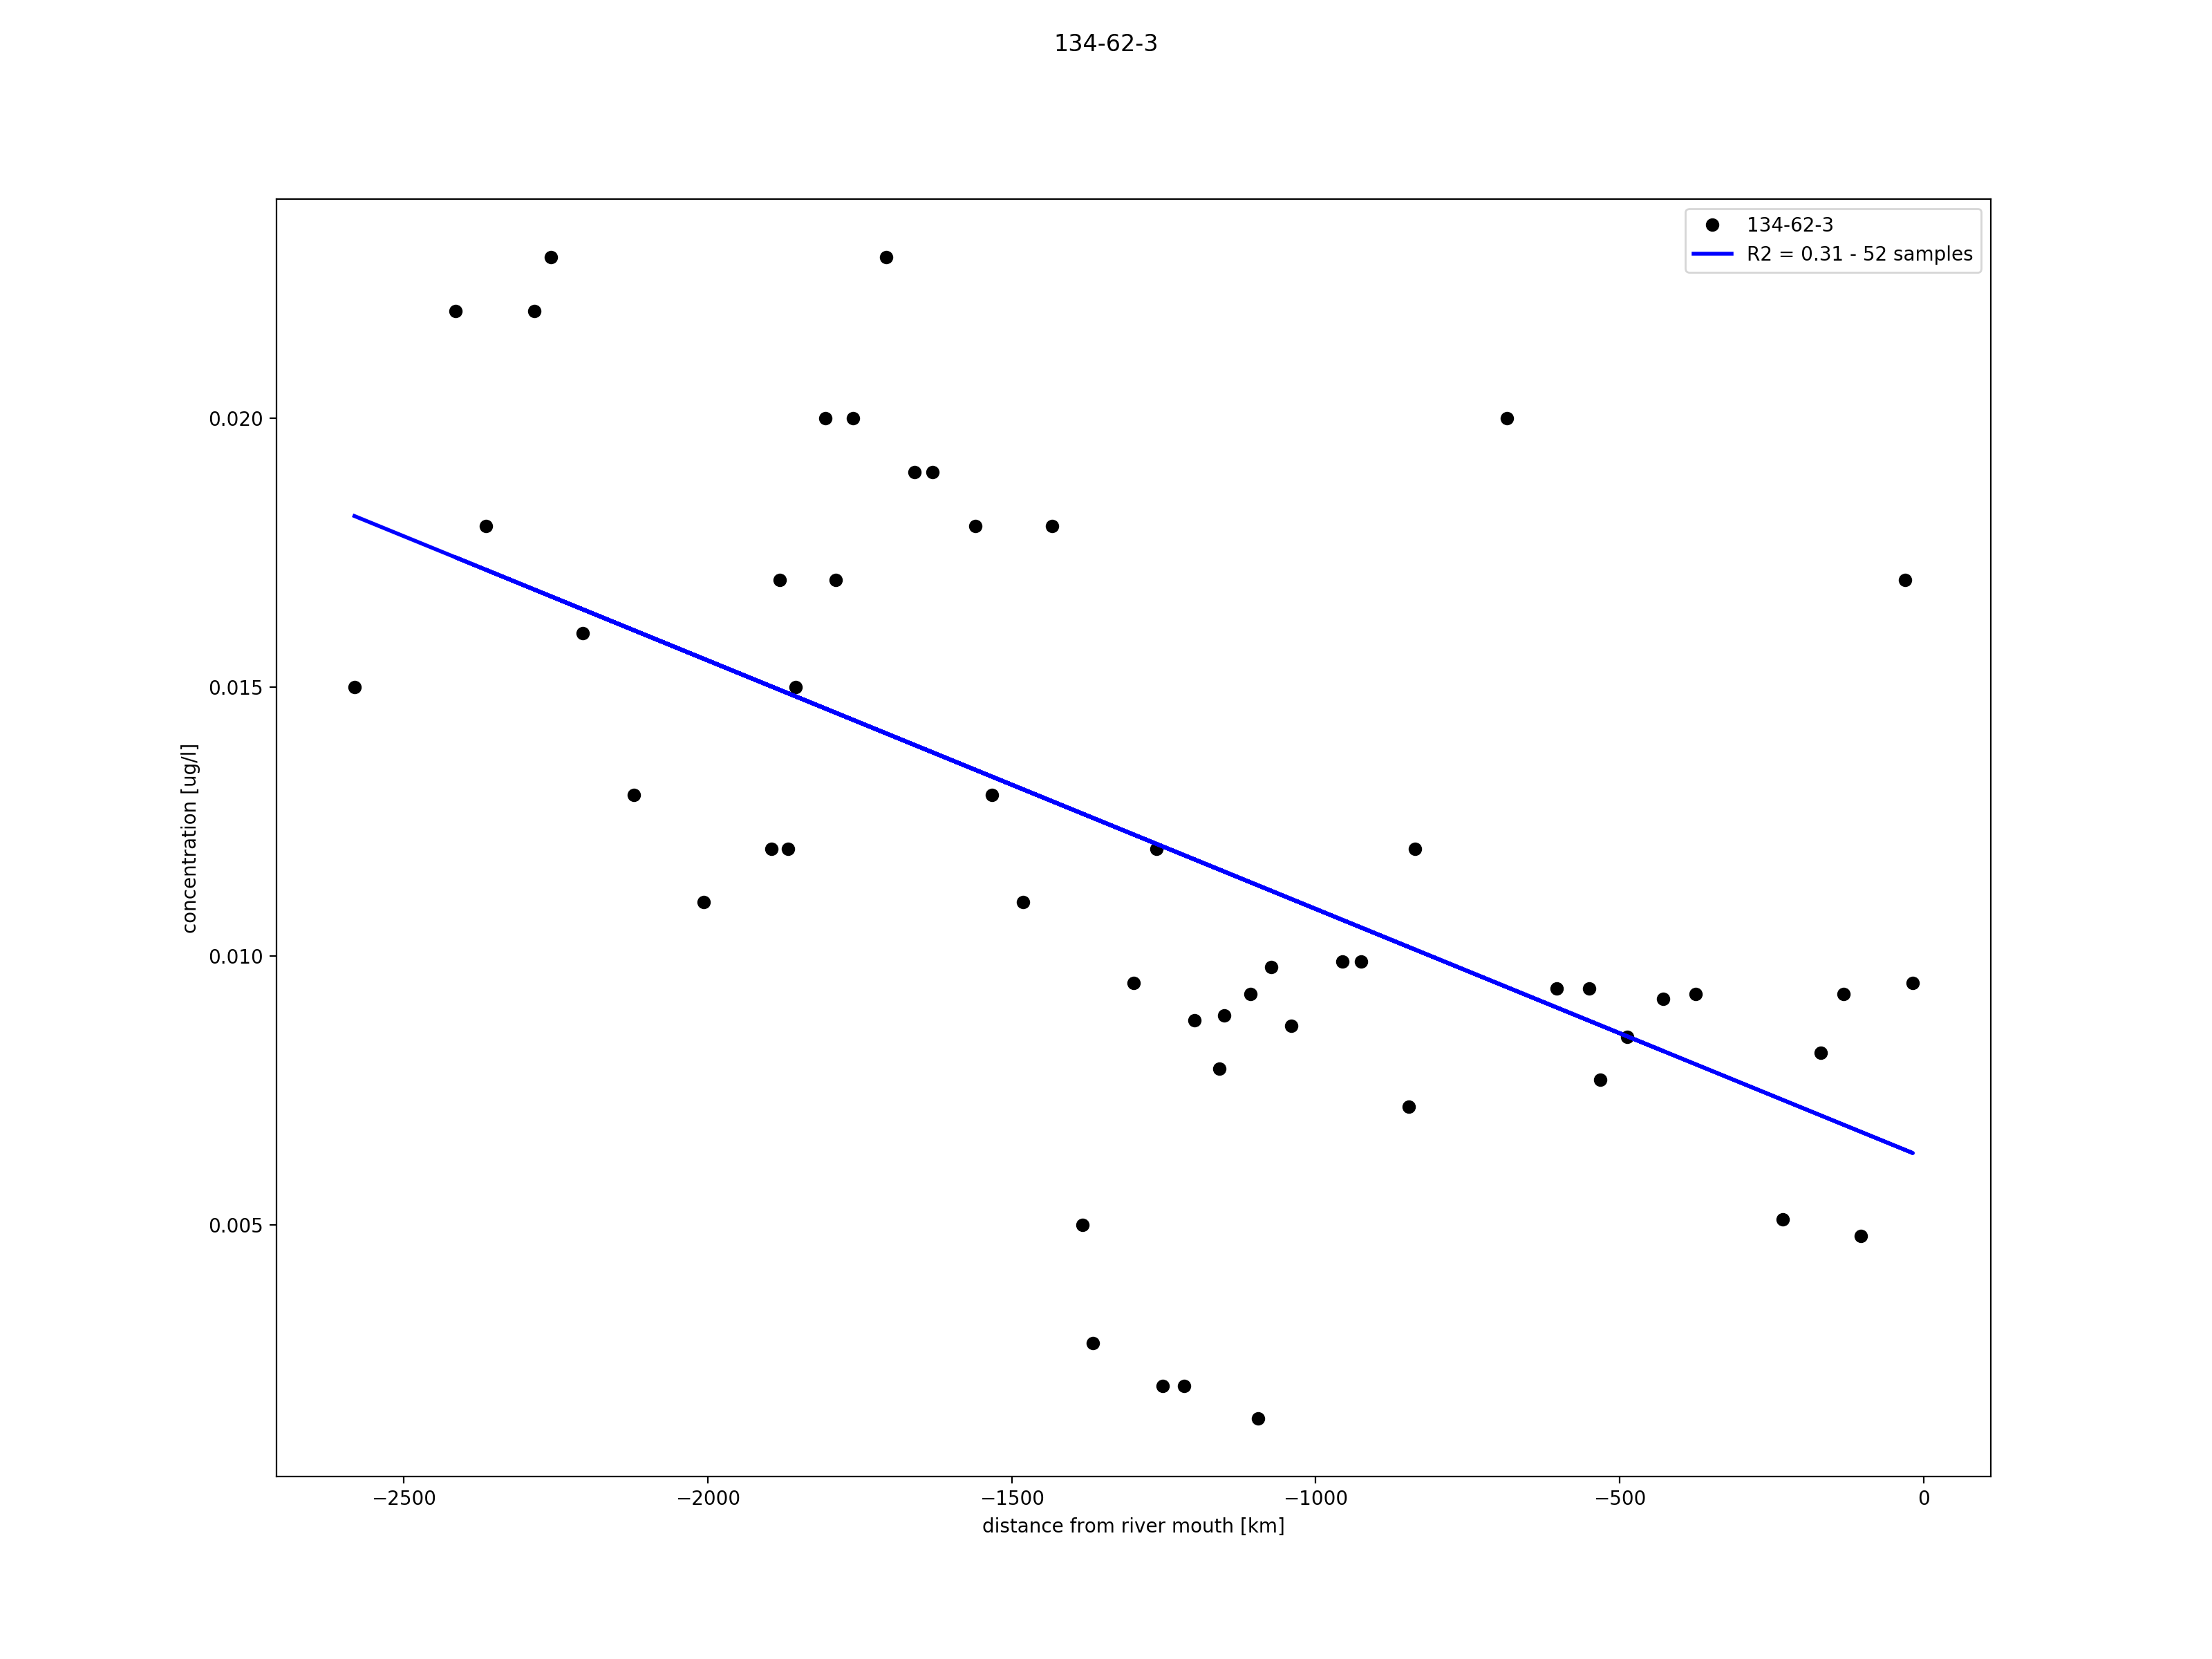 134-62-3
134-62-3
R2 = 0.31 - 52 samples
0.020
0.015
0.010
0.005
concentration [ug/l]
−2500 −2000 −1500 −1000 −500 0
distance from river mouth [km]